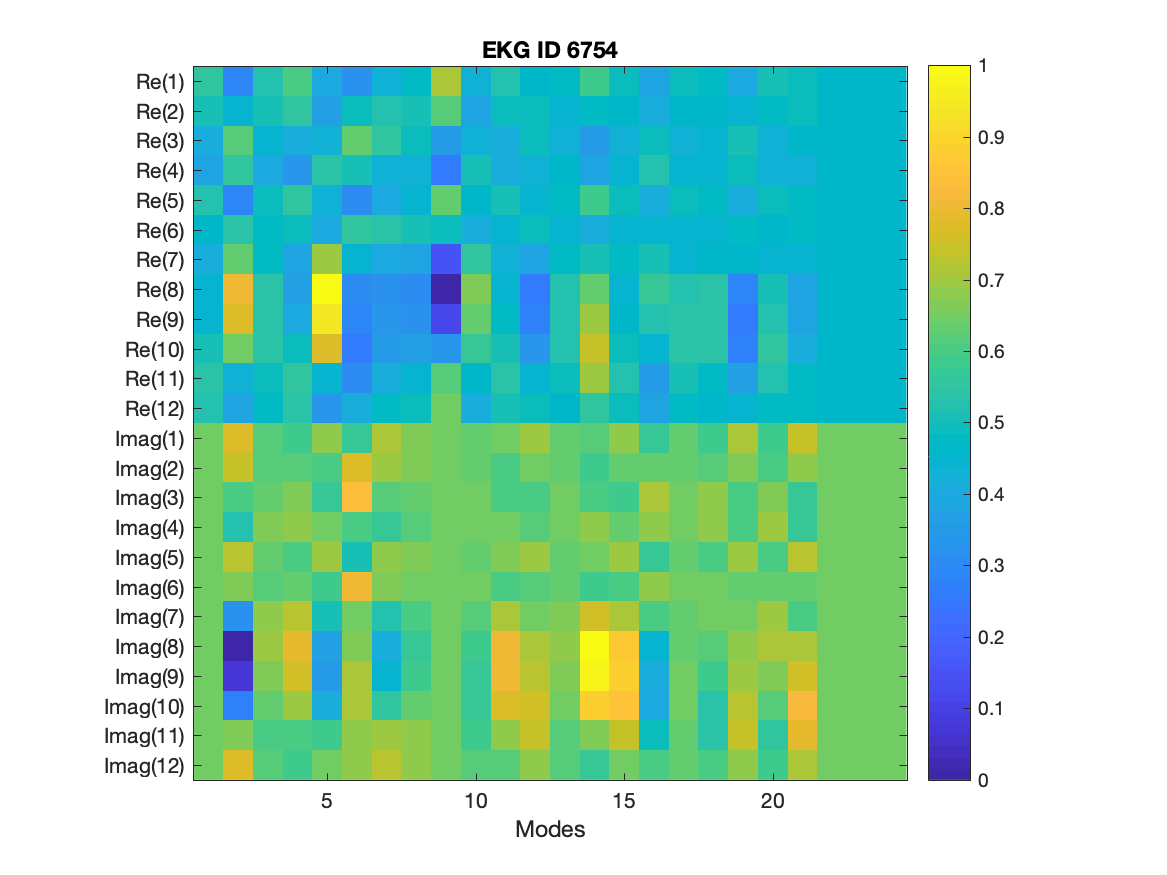 EKG ID 6754
Re(1)
Re(2)
Re(3)
Re(4)
Re(5)
Re(6)
Re(7)
Re(8)
Re(9)
Re(10)
Re(11)
Re(12)
Imag(1)
Imag(2)
Imag(3)
Imag(4)
Imag(5)
Imag(6)
Imag(7)
Imag(8)
Imag(9)
Imag(10)
Imag(11)
Imag(12)
5 10 15 20
Modes
1
0.9
0.8
0.7
0.6
0.5
0.4
0.3
0.2
0.1
0